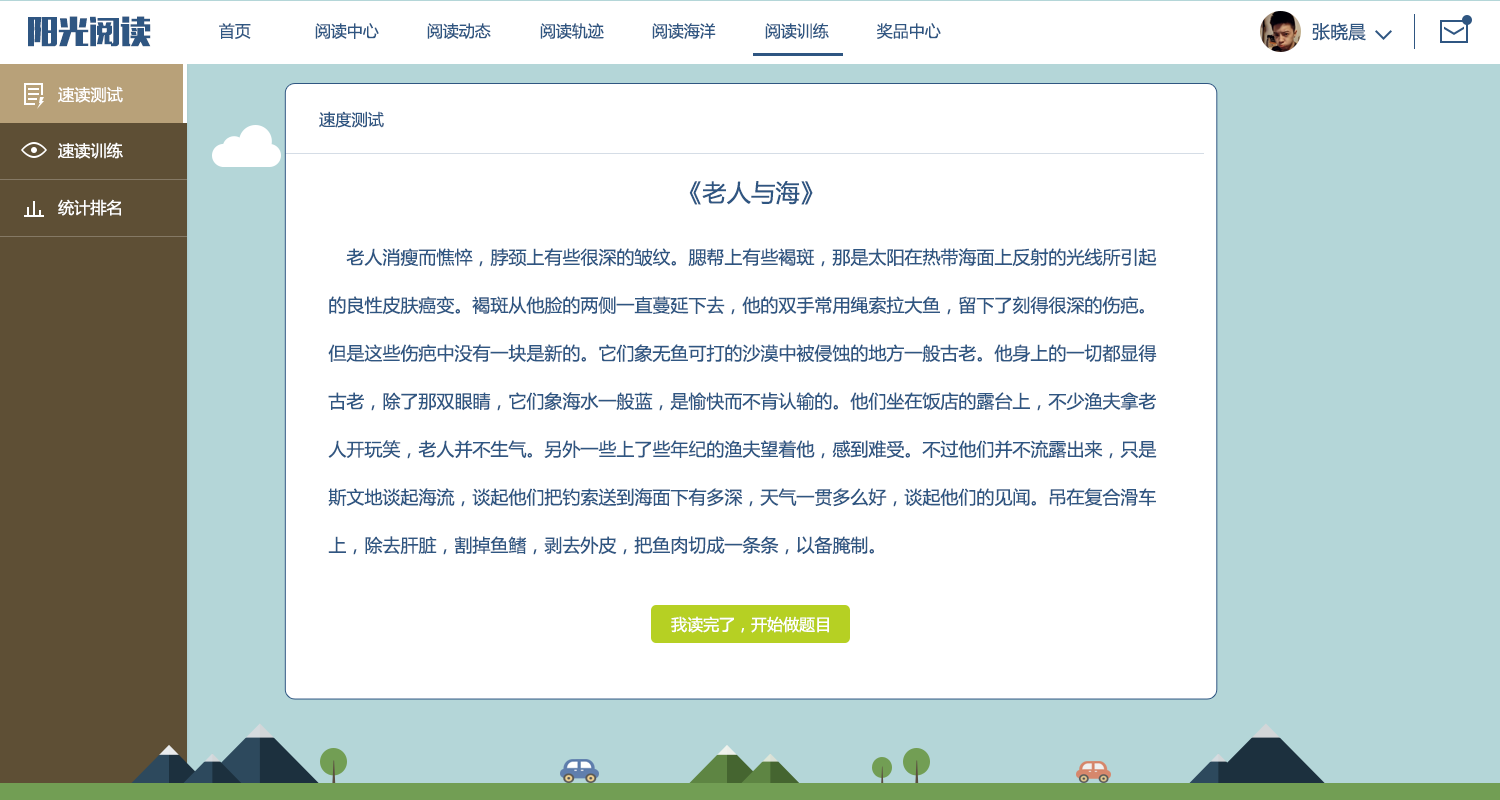 阳光阅读
首页
阅读中心
阅读动态
阅读轨迹
阅读海洋
阅读训练
奖品中心
张晓晨
速读测试
速读训练
统计排名
速度测试
《老人与海》
老人消瘦而憔悴，脖颈上有些很深的皱纹。腮帮上有些褐斑，那是太阳在热带海面上反射的光线所引起
的良性皮肤癌变。褐斑从他脸的两侧一直蔓延下去，他的双手常用绳索拉大鱼，留下了刻得很深的伤疤。
但是这些伤疤中没有一块是新的。它们象无鱼可打的沙漠中被侵蚀的地方一般古老。他身上的一切都显得
古老，除了那双眼睛，它们象海水一般蓝，是愉快而不肯认输的。他们坐在饭店的露台上，不少渔夫拿老
人开玩笑，老人并不生气。另外一些上了些年纪的渔夫望着他，感到难受。不过他们并不流露出来，只是
斯文地谈起海流，谈起他们把钓索送到海面下有多深，天气一贯多么好，谈起他们的见闻。吊在复合滑车
上，除去肝脏，割掉鱼鳍，剥去外皮，把鱼肉切成一条条，以备腌制。
我读完了，开始做题目